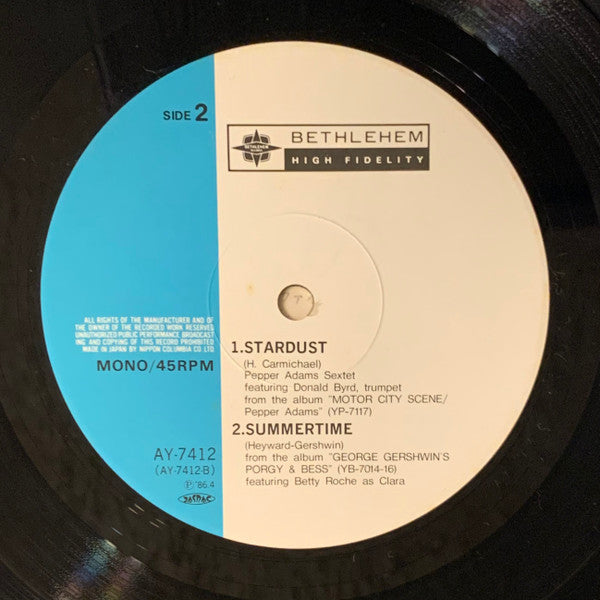 SIDE 2
BETHLEHEM
HIGH FIDELITY
BETHLEHEM
ALL RIGHTS OF THE MANUFACTURER AND OF
THE OWNER OF THE RECORDED WORK RESERVED
UNAUTHORIZED PUBLIC PERFORMANCE BROADCAST
ING AND COPYING OF THIS RECORD PROHIBITED
MADE IN JAPAN BY NIPPON COLUMBIA CO LTD
MONO/45RPM
AY-7412
(AY-7412-B)
Ⓟ'86.4
1.STARDUST
(H. Carmichael)
Pepper Adams Sextet
featuring Donald Byrd, trumpet
from the album "MOTOR CITY SCENE/
Pepper Adams" (YP-7117)
2.SUMMERTIME
(Heyward-Gershwin)
from the album "GEORGE GERSHWIN'S
PORGY & BESS" (YB-7014-16)
featuring Betty Roche as Clara